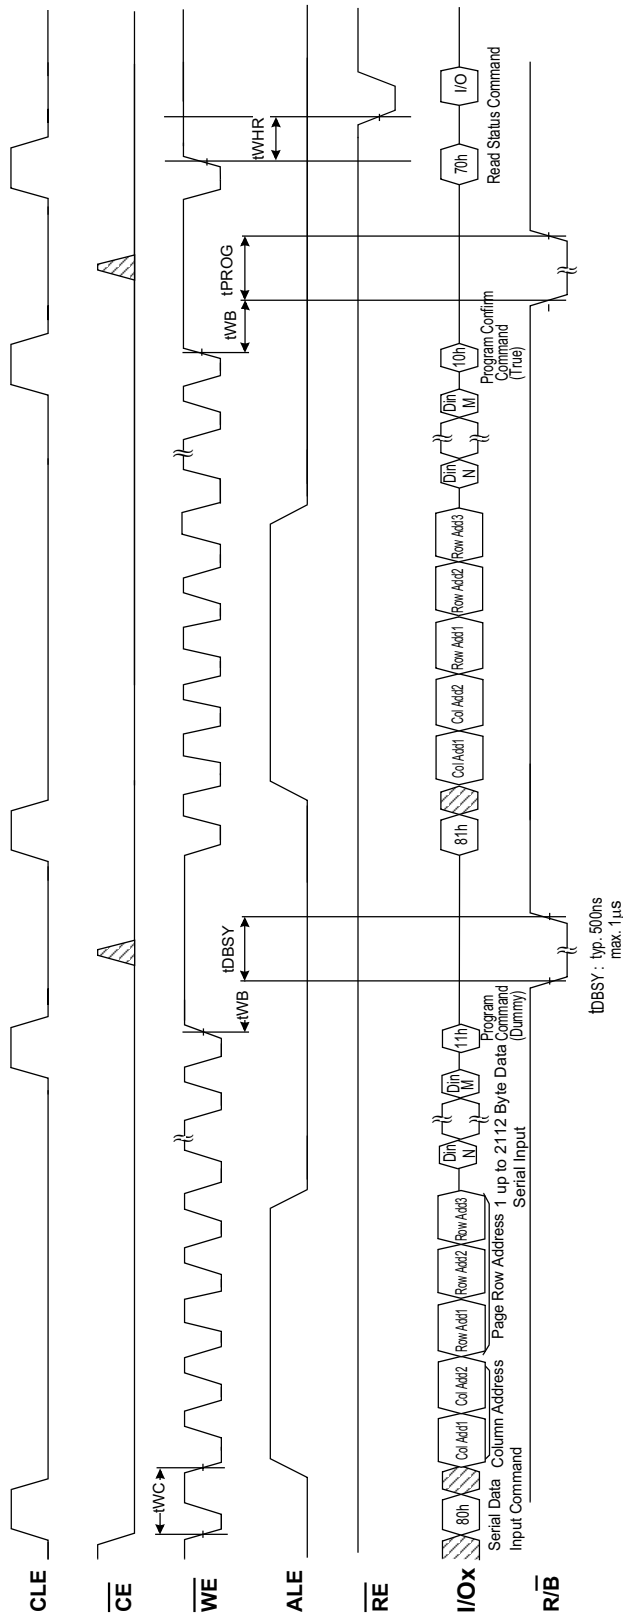 CLE
CE
WE
tWC
tWB
tDBSY
tWB
tPROG
tWHR
ALE
RE
I/Ox
80h
Col Add1
Col Add2
Row Add1
Row Add2
Row Add3
Din
N
Din
M
11h
81h
Col Add1
Col Add2
Row Add1
Row Add2
Row Add3
Din
N
Din
M
10h
70h
I/O
Serial Data
Input Command
Column Address
Page Row Address
1 up to 2112 Byte Data
Serial Input
Program
Command
(Dummy)
Program Confirm
Command
(True)
Read Status Command
R/B
tDBSY : typ. 500ns
max. 1µs